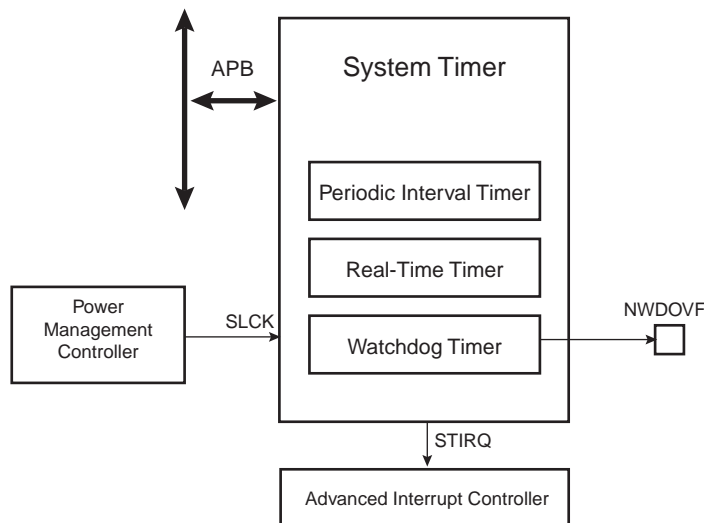 APB
System Timer
Periodic Interval Timer
Real-Time Timer
NWDOVF
Power
Management
Controller
SLCK
Watchdog Timer
STIRQ
Advanced Interrupt Controller